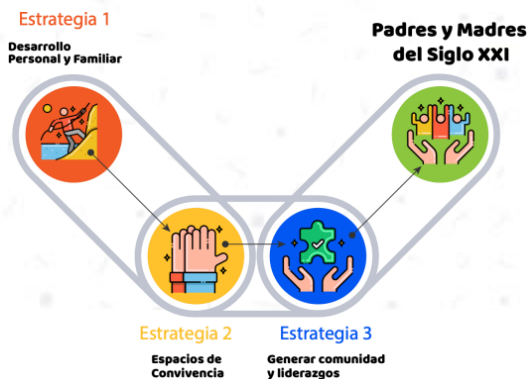 Estrategia 1
Desarrollo
Personal y Familiar
Padres y Madres
del Siglo XXI
Estrategia 2
Espacios de
Convivencia
Estrategia 3
Generar comunidad
y liderazgos